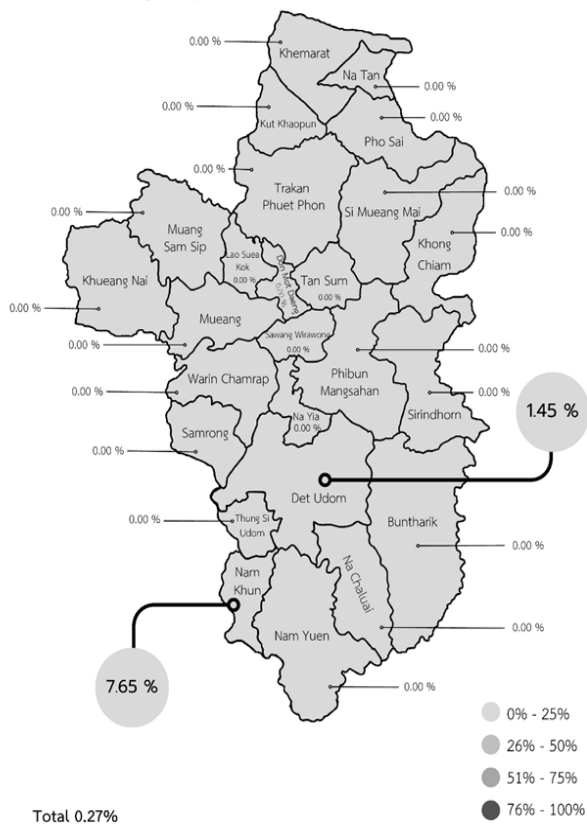 0.00 %
Khemarat
Na Tan
0.00 %
0.00 %
0.00 %
Kut Khaopun
Pho Sai
0.00 %
Trakan
Phuet Phon
0.00 %
Si Mueang Mai
0.00 %
Muang
Sam Sip
0.00 %
Khong
Chiam
Lao Suea
Kok
0.00 %
Don Mot Daeng
0.00 %
Tan Sum
0.00 %
Khueang Nai
0.00 %
Mueang
Sawang Wirawong
0.00 %
0.00 %
0.00 %
Phibun
Mangsahan
Warin Chamrap
0.00 %
0.00 %
Sirindhorn
1.45 %
Na Yia
0.00 %
Samrong
0.00 %
Det Udom
Buntharik
0.00 %
Thung Si
Udom
0.00 %
Nam
Khun
Na Chaluai
Nam Yuen
0.00 %
7.65 %
0.00 %
0% - 25%
26% - 50%
51% - 75%
76% - 100%
Total 0.27%